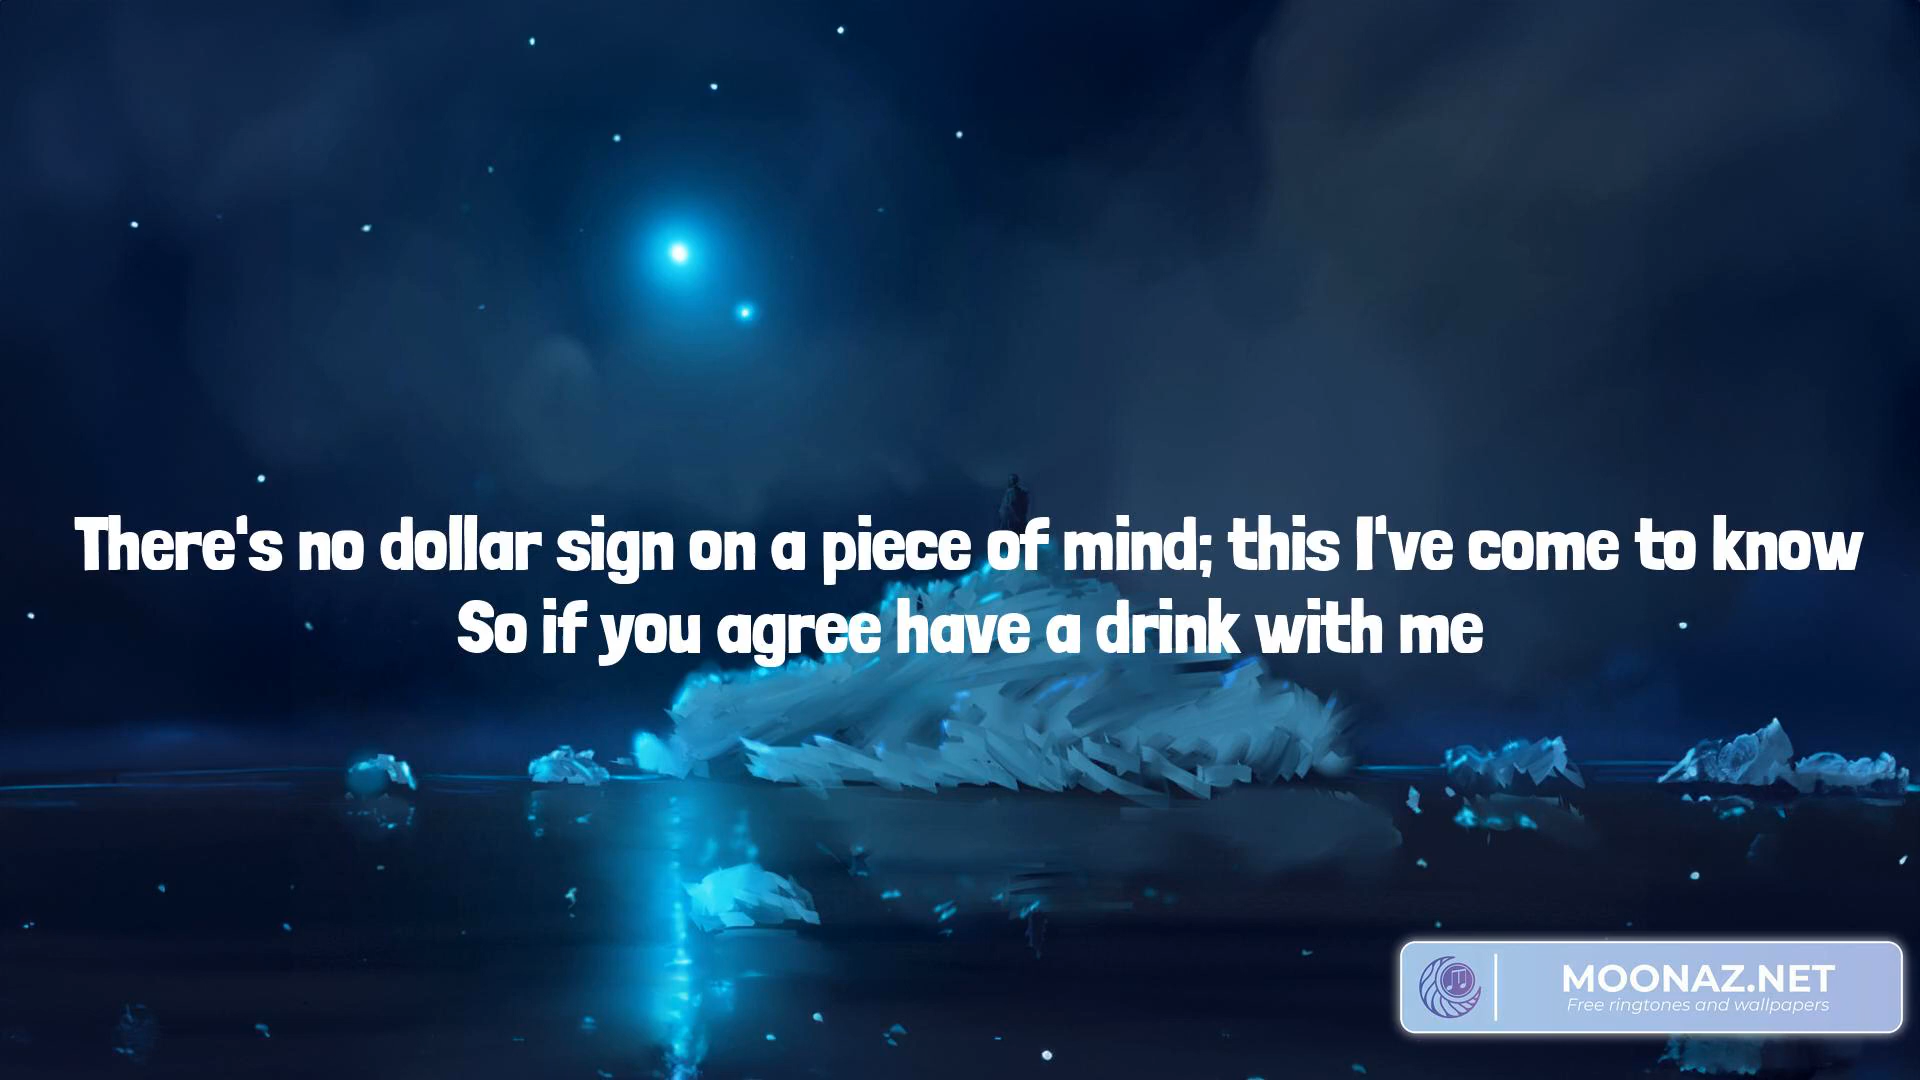 There's no dollar sign on a piece of mind; this I've come to know
So if you agree have a drink with me
MOONAZ.NET
Free ringtones and wallpapers